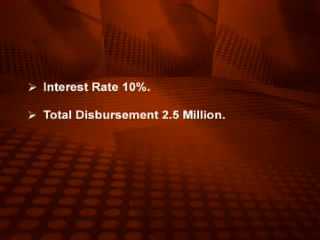 ➢ Interest Rate 10%.
➢ Total Disbursement 2.5 Million.